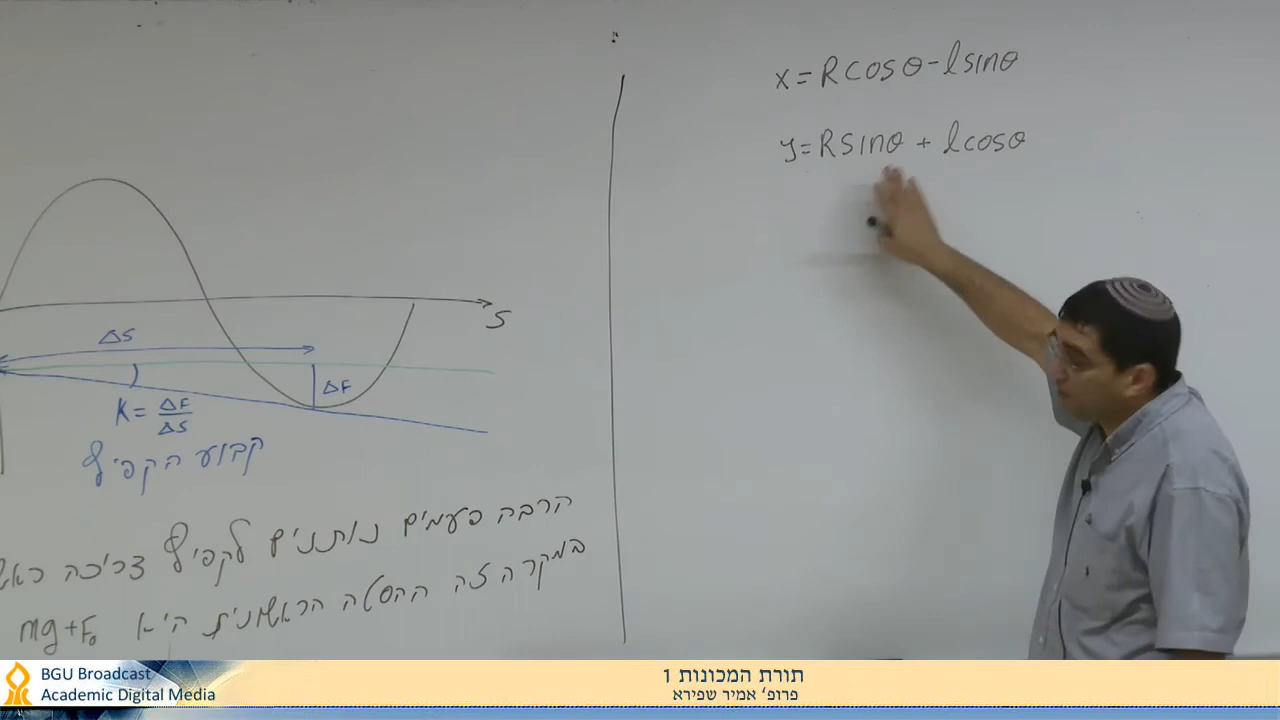 x = Rcosθ - lsinθ
y = Rsinθ + lcosθ
S
ΔS
ΔF
K = ΔF/ΔS
קבוע הקפיץ
הרבה פעמים נותנים לקפיץ דריכה
במקרה זה ההסטה הראשונית היא mg+F₀
BGU Broadcast
Academic Digital Media
תורת המכונות 1
פרופ' אמיר שפירא